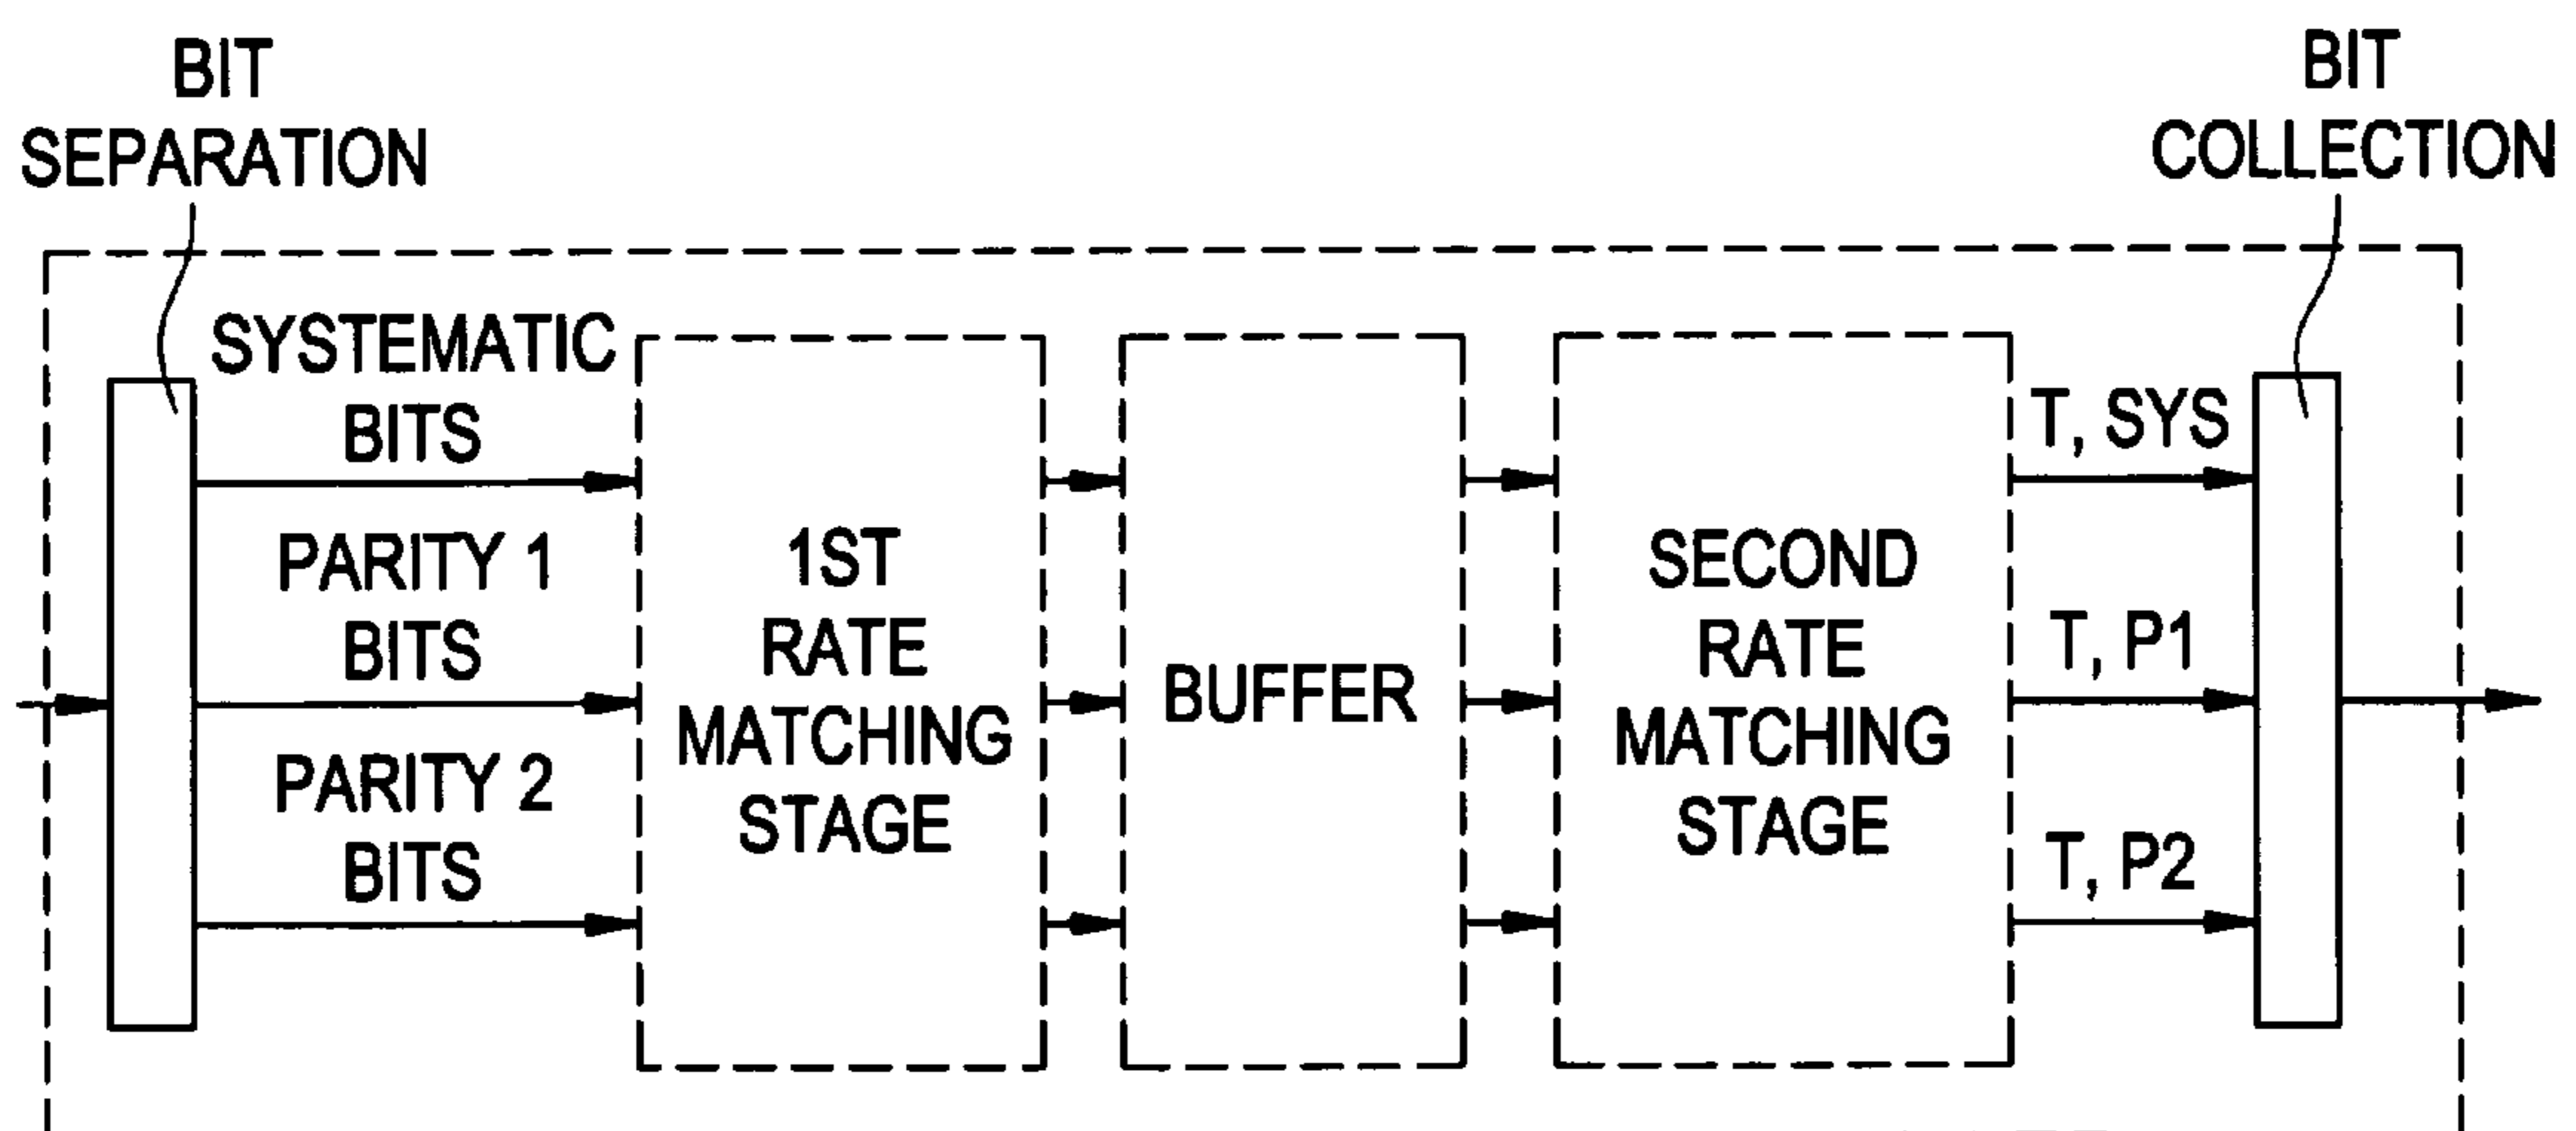 BIT
SEPARATION
BIT
COLLECTION
SYSTEMATIC
BITS
PARITY 1
BITS
PARITY 2
BITS
1ST
RATE
MATCHING
STAGE
BUFFER
SECOND
RATE
MATCHING
STAGE
T, SYS
T, P1
T, P2